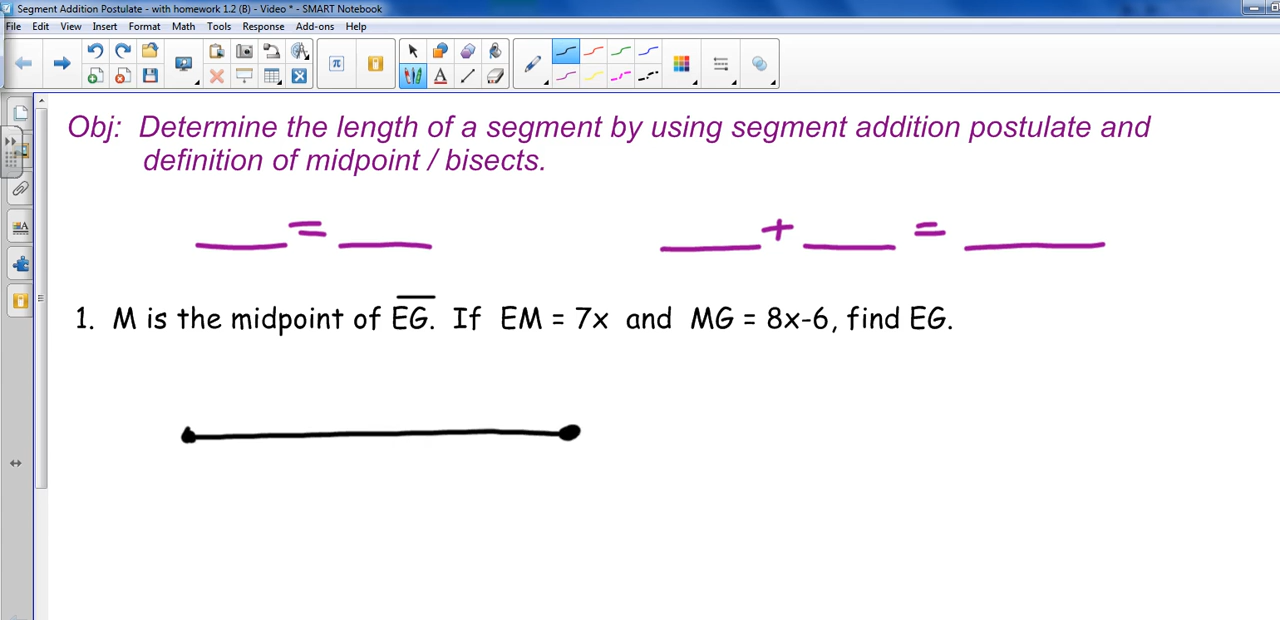 Segment Addition Postulate - with homework 1.2 (B) - Video * - SMART Notebook
File Edit View Insert Format Math Tools Response Add-ons Help
Obj: Determine the length of a segment by using segment addition postulate and
definition of midpoint / bisects.
___ = ___ ___ + ___ = ___
1. M is the midpoint of EG. If EM = 7x and MG = 8x-6, find EG.